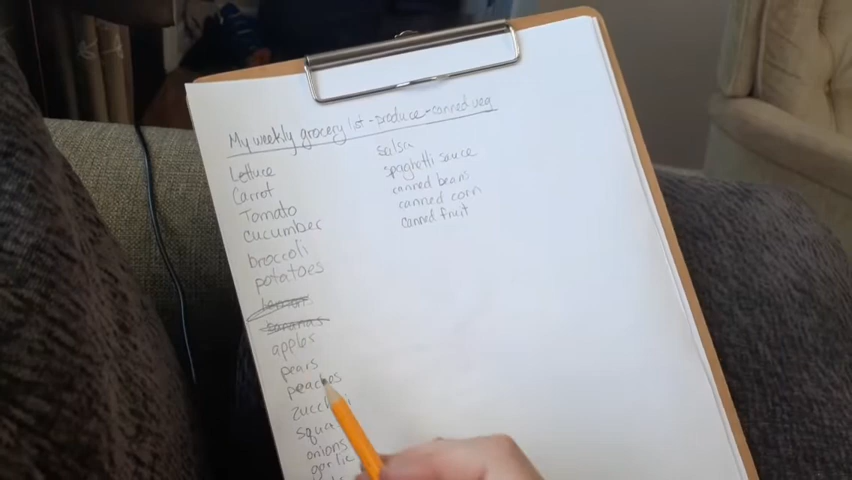 My weekly grocery list - produce - canned veg
Lettuce
Carrot
Tomato
cucumber
broccoli
potatoes
bananas
apples
pears
peaches
onions
garlic
salsa
spaghetti sauce
canned beans
canned corn
canned fruit